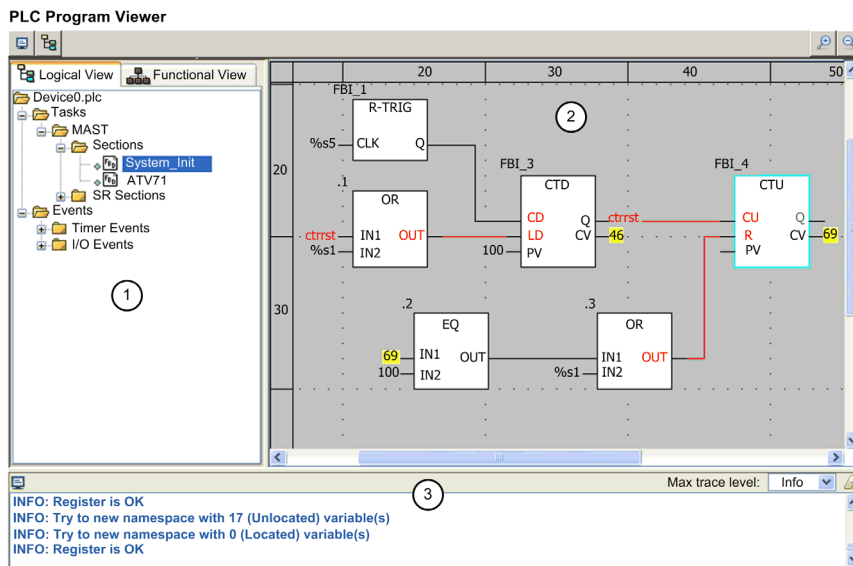 PLC Program Viewer
Logical View
Functional View
Device0.plc
Tasks
MAST
Sections
System_Init
ATV71
SR Sections
Events
Timer Events
I/O Events
1
20 30 40 50
20
30
2
FBI_1
R-TRIG
%s5 CLK Q
.1
OR
ctrrst IN1 OUT
%s1 IN2
FBI_3
CTD
CD Q ctrrst
LD CV 46
100 PV
FBI_4
CTU
CU Q
R CV 69
PV
.2
EQ
69 IN1 OUT
100 IN2
.3
OR
IN1 OUT
%s1 IN2
Max trace level: Info
3
INFO: Register is OK
INFO: Try to new namespace with 17 (Unlocated) variable(s)
INFO: Try to new namespace with 0 (Located) variable(s)
INFO: Register is OK